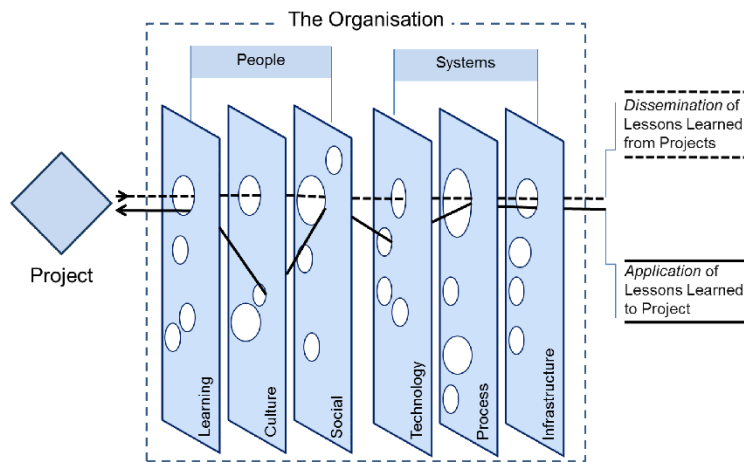 The Organisation
People
Systems
Dissemination of
Lessons Learned
from Projects
Project
Application of
Lessons Learned
to Project
Learning
Culture
Social
Technology
Process
Infrastructure